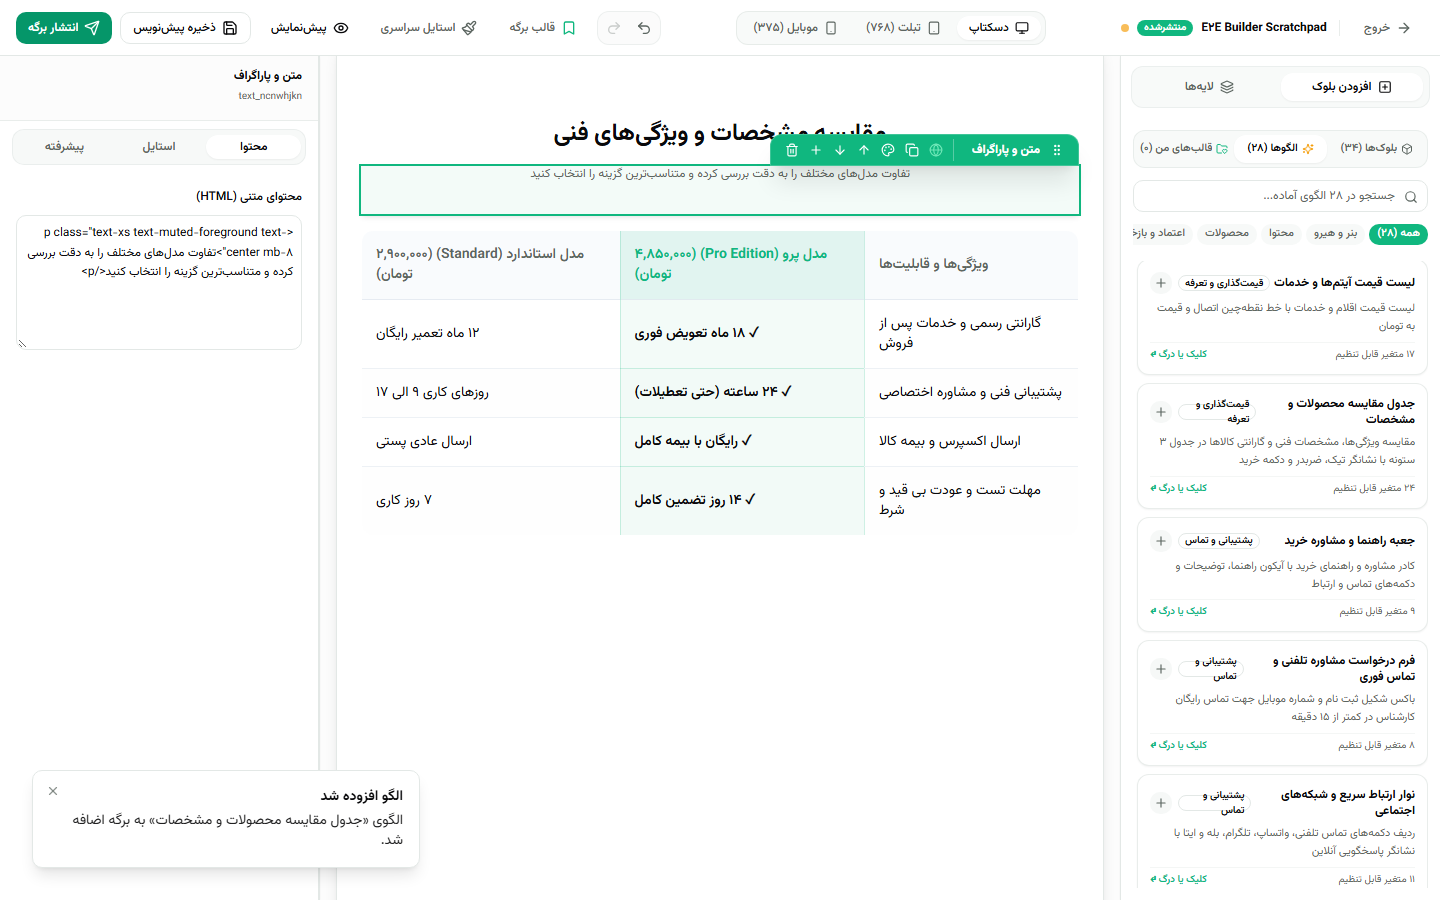 خروج
E۲E Builder Scratchpad
منتشرشده
دسکتاپ
تبلت (۷۶۸)
موبایل (۳۷۵)
قالب برگه
استایل سراسری
پیش‌نمایش
ذخیره پیش‌نویس
انتشار برگه
افزودن بلوک
لایه‌ها
بلوک‌ها (۳۴)
الگوها (۲۸)
قالب‌های من (۰)
جستجو در ۲۸ الگوی آماده...
همه (۲۸)
بنر و هیرو
محتوا
محصولات
اعتماد و بازخ
لیست قیمت آیتم‌ها و خدمات
قیمت‌گذاری و تعرفه
لیست قیمت اقلام و خدمات با خط نقطه‌چین اتصال و قیمت
به تومان
۱۷ متغیر قابل تنظیم
کلیک یا درگ
جدول مقایسه محصولات و
مشخصات
قیمت‌گذاری و
تعرفه
مقایسه ویژگی‌ها، مشخصات فنی و گارانتی کالاها در جدول ۳
ستونه با نشانگر تیک، ضربدر و دکمه خرید
۲۴ متغیر قابل تنظیم
کلیک یا درگ
جعبه راهنما و مشاوره خرید
پشتیبانی و تماس
کادر مشاوره و راهنمای خرید با آیکون راهنما، توضیحات و
دکمه‌های تماس و ارتباط
۹ متغیر قابل تنظیم
کلیک یا درگ
فرم درخواست مشاوره تلفنی و
تماس فوری
پشتیبانی و
تماس
باکس شکیل ثبت نام و شماره موبایل جهت تماس رایگان
کارشناس در کمتر از ۱۵ دقیقه
۸ متغیر قابل تنظیم
کلیک یا درگ
نوار ارتباط سریع و شبکه‌های
اجتماعی
پشتیبانی و
تماس
ردیف دکمه‌های تماس تلفنی، واتساپ، تلگرام، بله و ایتا با
نشانگر پاسخگویی آنلاین
۱۱ متغیر قابل تنظیم
کلیک یا درگ
مقایسه مشخصات و ویژگی‌های فنی
متن و پاراگراف
تفاوت مدل‌های مختلف را به دقت بررسی کرده و متناسب‌ترین گزینه را انتخاب کنید
ویژگی‌ها و قابلیت‌ها
مدل پرو (Pro Edition) (۴,۸۵۰,۰۰۰
تومان)
مدل استاندارد (Standard) (۲,۹۰۰,۰۰۰
تومان)
گارانتی رسمی و خدمات پس از
فروش
✓ ۱۸ ماه تعویض فوری
۱۲ ماه تعمیر رایگان
پشتیبانی فنی و مشاوره اختصاصی
✓ ۲۴ ساعته (حتی تعطیلات)
روزهای کاری ۹ الی ۱۷
ارسال اکسپرس و بیمه کالا
✓ رایگان با بیمه کامل
ارسال عادی پستی
مهلت تست و عودت بی قید و
شرط
✓ ۱۴ روز تضمین کامل
۷ روز کاری
متن و پاراگراف
text_ncnwhjkn
محتوا
استایل
پیشرفته
محتوای متنی (HTML)
<p class="text-xs text-muted-foreground text-
center mb-۸">تفاوت مدل‌های مختلف را به دقت بررسی
کرده و متناسب‌ترین گزینه را انتخاب کنید</p>
الگو افزوده شد
الگوی «جدول مقایسه محصولات و مشخصات» به برگه اضافه
شد.